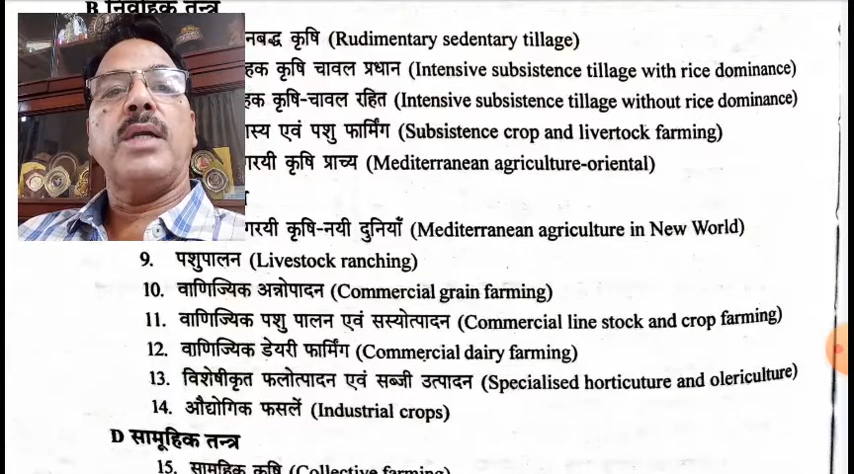 B निर्वाहक तन्त्र
नबद्ध कृषि (Rudimentary sedentary tillage)
हक कृषि चावल प्रधान (Intensive subsistence tillage with rice dominance)
हक कृषि-चावल रहित (Intensive subsistence tillage without rice dominance)
ास्य एवं पशु फार्मिंग (Subsistence crop and livertock farming)
गरयी कृषि प्राच्य (Mediterranean agriculture-oriental)
गरयी कृषि-नयी दुनियाँ (Mediterranean agriculture in New World)
9. पशुपालन (Livestock ranching)
10. वाणिज्यिक अन्नोपादन (Commercial grain farming)
11. वाणिज्यिक पशु पालन एवं सस्योत्पादन (Commercial line stock and crop farming)
12. वाणिज्यिक डेयरी फार्मिंग (Commercial dairy farming)
13. विशेषीकृत फलोत्पादन एवं सब्जी उत्पादन (Specialised horticuture and olericulture)
14. औद्योगिक फसलें (Industrial crops)
D सामूहिक तन्त्र
15. सामूहिक कृषि (Collective farming)